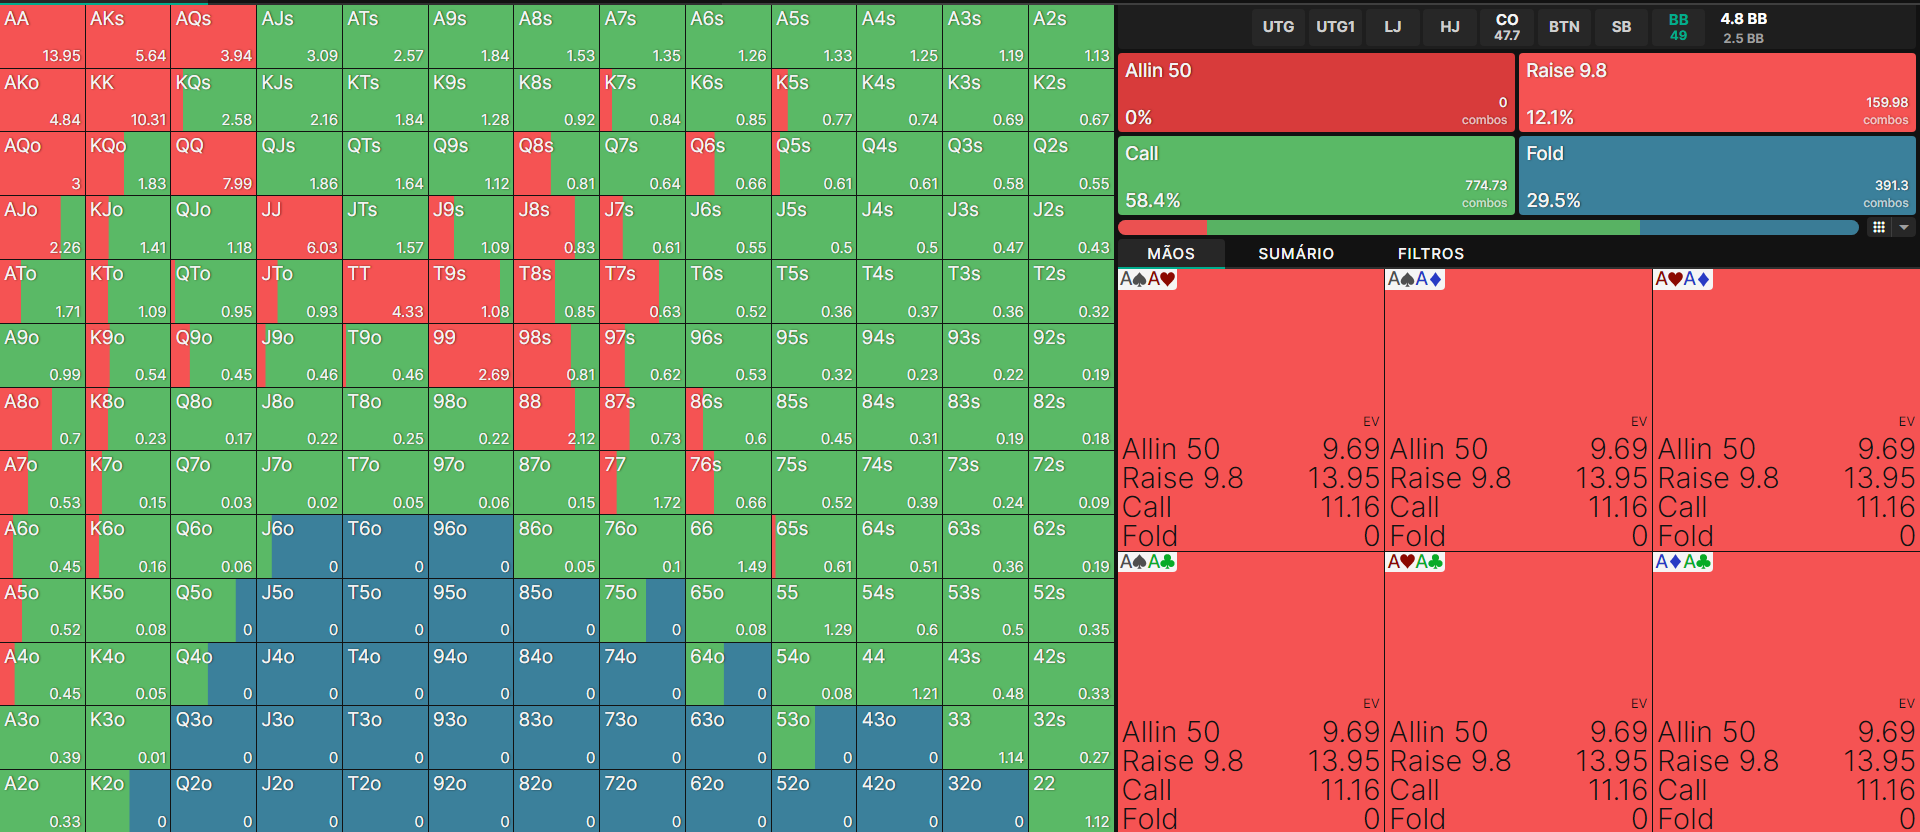 AA AKs AQs AJs ATs A9s A8s A7s A6s A5s A4s A3s A2s
13.95 5.64 3.94 3.09 2.57 1.84 1.53 1.35 1.26 1.33 1.25 1.19 1.13
AKo KK KQs KJs KTs K9s K8s K7s K6s K5s K4s K3s K2s
4.84 10.31 2.58 2.16 1.84 1.28 0.92 0.84 0.85 0.77 0.74 0.69 0.67
AQo KQo QQ QJs QTs Q9s Q8s Q7s Q6s Q5s Q4s Q3s Q2s
3 1.83 7.99 1.86 1.64 1.12 0.81 0.64 0.66 0.61 0.61 0.58 0.55
AJo KJo QJo JJ JTs J9s J8s J7s J6s J5s J4s J3s J2s
2.26 1.41 1.18 6.03 1.57 1.09 0.83 0.61 0.55 0.5 0.5 0.47 0.43
ATo KTo QTo JTo TT T9s T8s T7s T6s T5s T4s T3s T2s
1.71 1.09 0.95 0.93 4.33 1.08 0.85 0.63 0.52 0.36 0.37 0.36 0.32
A9o K9o Q9o J9o T9o 99 98s 97s 96s 95s 94s 93s 92s
0.99 0.54 0.45 0.46 0.46 2.69 0.81 0.62 0.53 0.32 0.23 0.22 0.19
A8o K8o Q8o J8o T8o 98o 88 87s 86s 85s 84s 83s 82s
0.7 0.23 0.17 0.22 0.25 0.22 2.12 0.73 0.6 0.45 0.31 0.19 0.18
A7o K7o Q7o J7o T7o 97o 87o 77 76s 75s 74s 73s 72s
0.53 0.15 0.03 0.02 0.05 0.06 0.15 1.72 0.66 0.52 0.39 0.24 0.09
A6o K6o Q6o J6o T6o 96o 86o 76o 66 65s 64s 63s 62s
0.45 0.16 0.06 0 0 0 0.05 0.1 1.49 0.61 0.51 0.36 0.19
A5o K5o Q5o J5o T5o 95o 85o 75o 65o 55 54s 53s 52s
0.52 0.08 0 0 0 0 0 0 0.08 1.29 0.6 0.5 0.35
A4o K4o Q4o J4o T4o 94o 84o 74o 64o 54o 44 43s 42s
0.45 0.05 0 0 0 0 0 0 0 0.08 1.21 0.48 0.33
A3o K3o Q3o J3o T3o 93o 83o 73o 63o 53o 43o 33 32s
0.39 0.01 0 0 0 0 0 0 0 0 0 1.14 0.27
A2o K2o Q2o J2o T2o 92o 82o 72o 62o 52o 42o 32o 22
0.33 0 0 0 0 0 0 0 0 0 0 0 1.12
UTG UTG1 LJ HJ CO BTN SB BB 4.8 BB
47.7 49 2.5 BB
Allin 50 Raise 9.8
0 159.98
0% combos 12.1% combos
Call Fold
774.73 391.3
58.4% combos 29.5% combos
MÃOS SUMÁRIO FILTROS
A♠A♥ A♠A♦ A♥A♦
EV EV EV
Allin 50 9.69 Allin 50 9.69 Allin 50 9.69
Raise 9.8 13.95 Raise 9.8 13.95 Raise 9.8 13.95
Call 11.16 Call 11.16 Call 11.16
Fold 0 Fold 0 Fold 0
A♠A♣ A♥A♣ A♦A♣
EV EV EV
Allin 50 9.69 Allin 50 9.69 Allin 50 9.69
Raise 9.8 13.95 Raise 9.8 13.95 Raise 9.8 13.95
Call 11.16 Call 11.16 Call 11.16
Fold 0 Fold 0 Fold 0